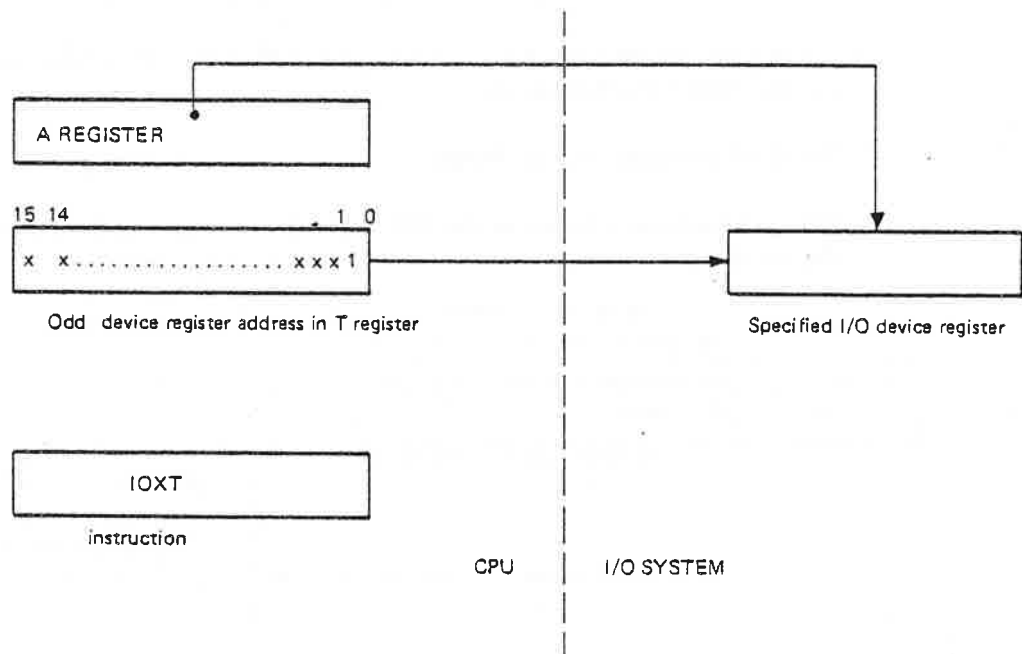 A REGISTER
15 14 1 0
x x.................. x x x 1
Odd device register address in T register
Specified I/O device register
IOXT
instruction
CPU I/O SYSTEM